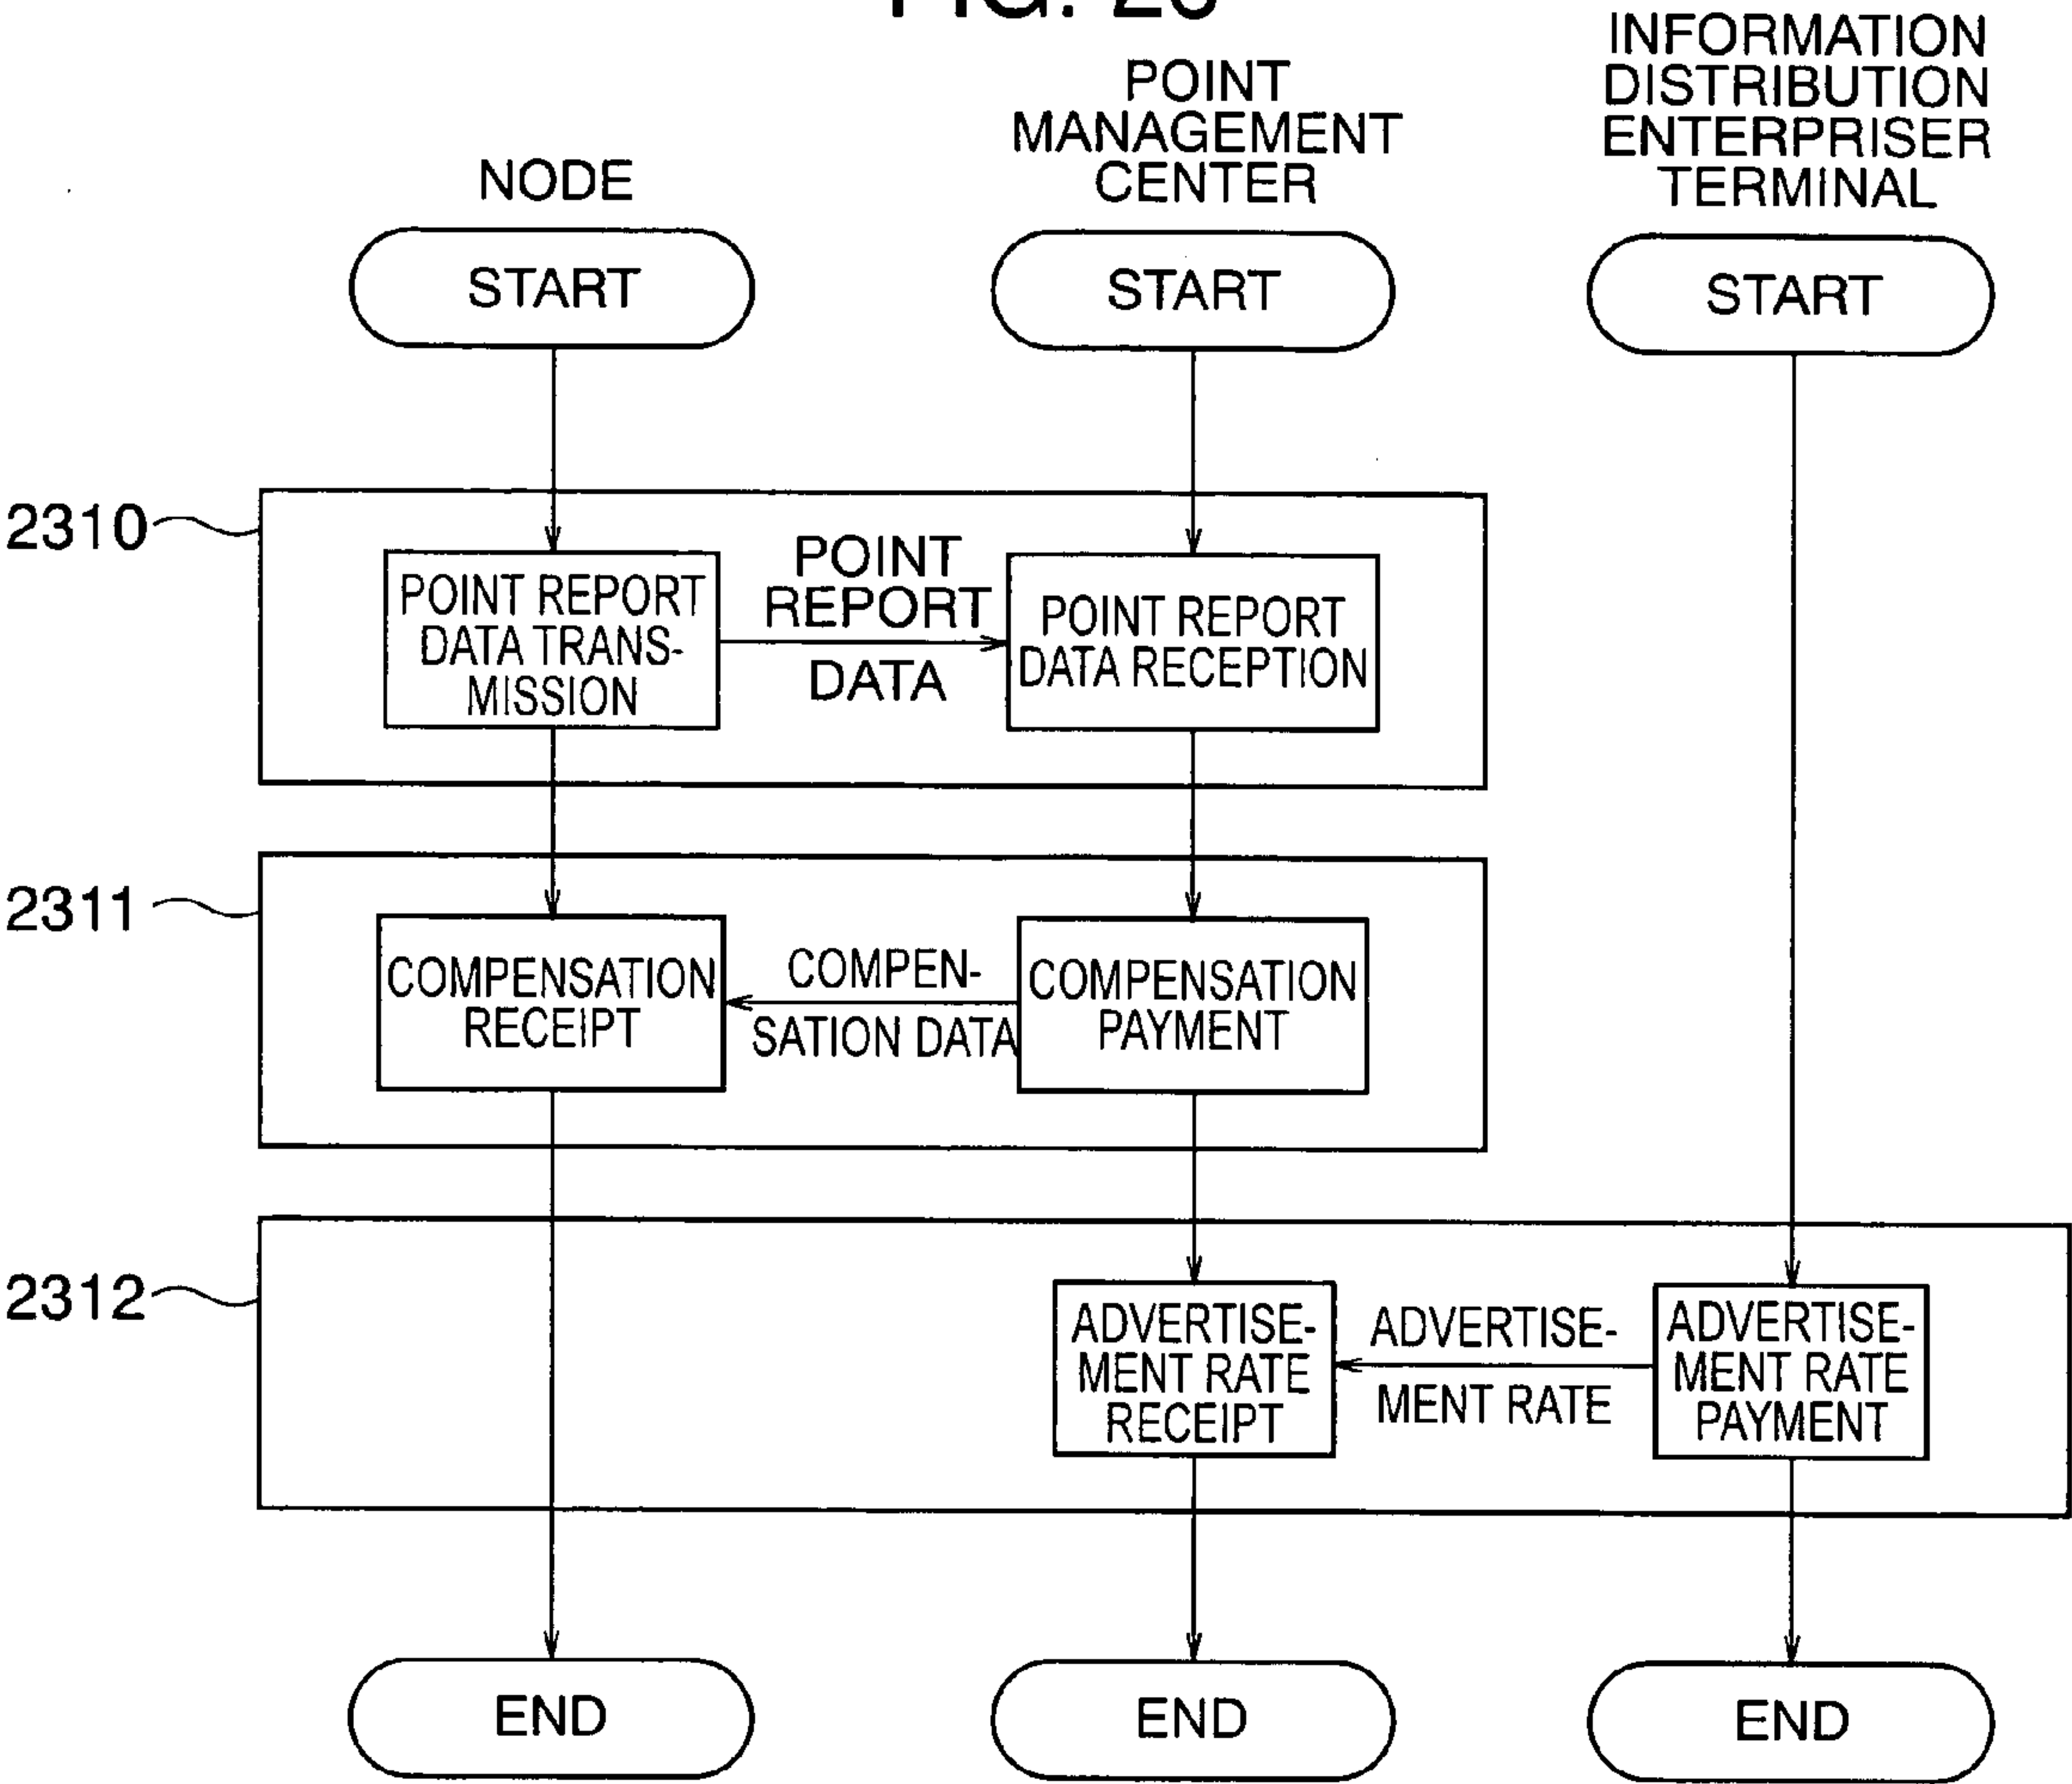 NODE
POINT
MANAGEMENT
CENTER
INFORMATION
DISTRIBUTION
ENTERPRISER
TERMINAL
START
START
START
2310
POINT REPORT
DATA TRANS-
MISSION
POINT
REPORT
DATA
POINT REPORT
DATA RECEPTION
2311
COMPENSATION
RECEIPT
COMPEN-
SATION DATA
COMPENSATION
PAYMENT
2312
ADVERTISE-
MENT RATE
RECEIPT
ADVERTISE-
MENT RATE
ADVERTISE-
MENT RATE
PAYMENT
END
END
END